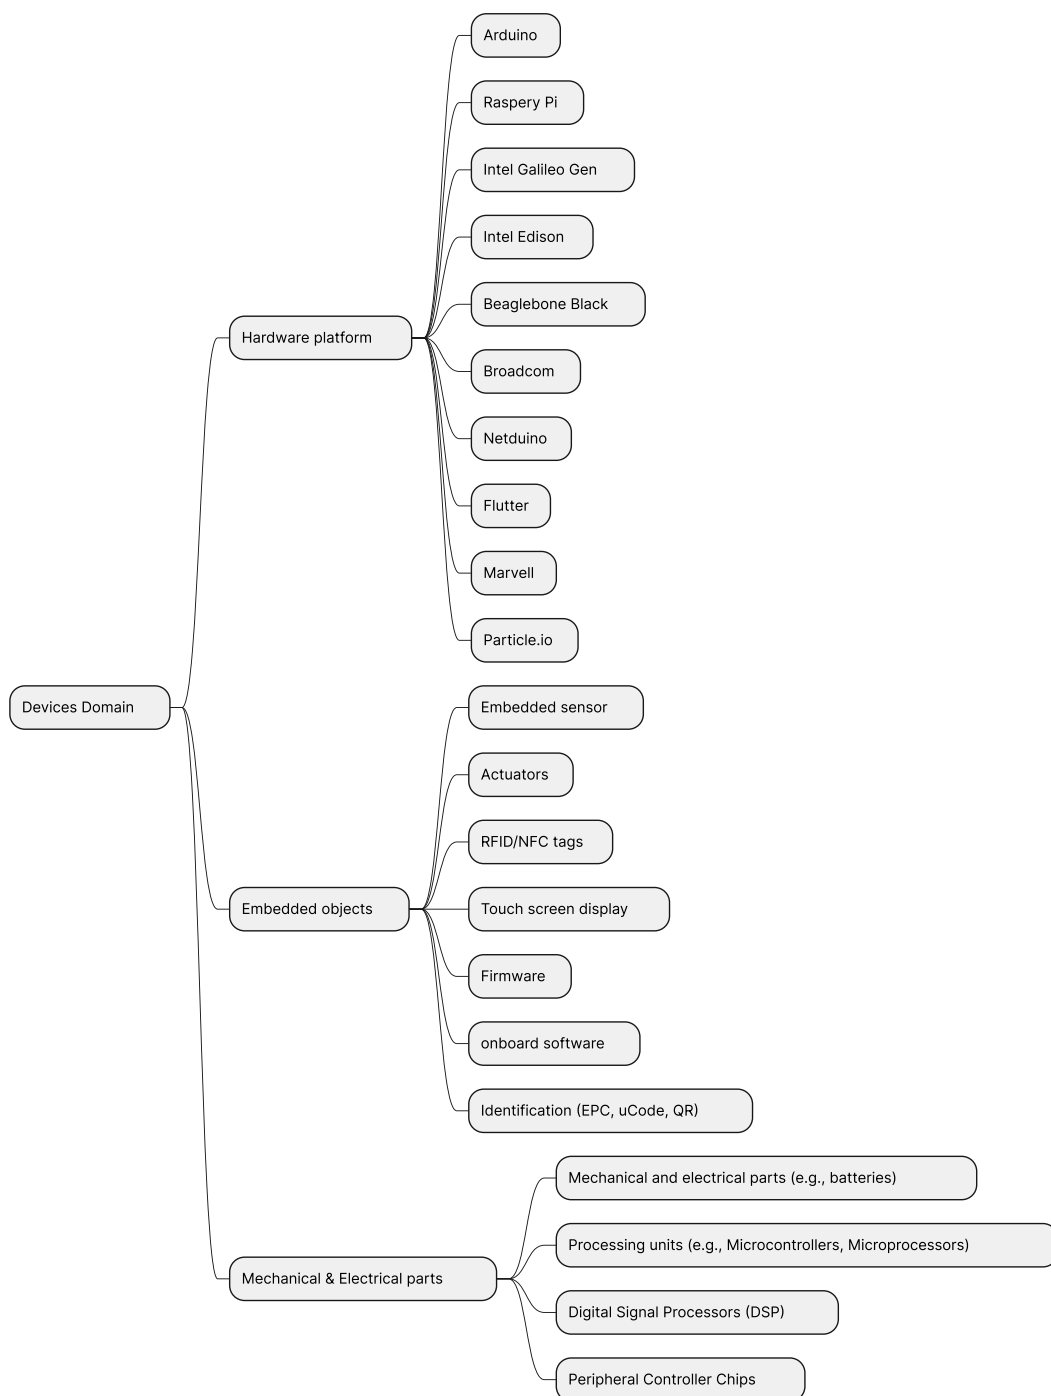 Arduino
Raspery Pi
Intel Galileo Gen
Intel Edison
Beaglebone Black
Hardware platform
Broadcom
Netduino
Flutter
Marvell
Particle.io
Devices Domain
Embedded sensor
Actuators
RFID/NFC tags
Embedded objects
Touch screen display
Firmware
onboard software
Identification (EPC, uCode, QR)
Mechanical and electrical parts (e.g., batteries)
Processing units (e.g., Microcontrollers, Microprocessors)
Mechanical & Electrical parts
Digital Signal Processors (DSP)
Peripheral Controller Chips